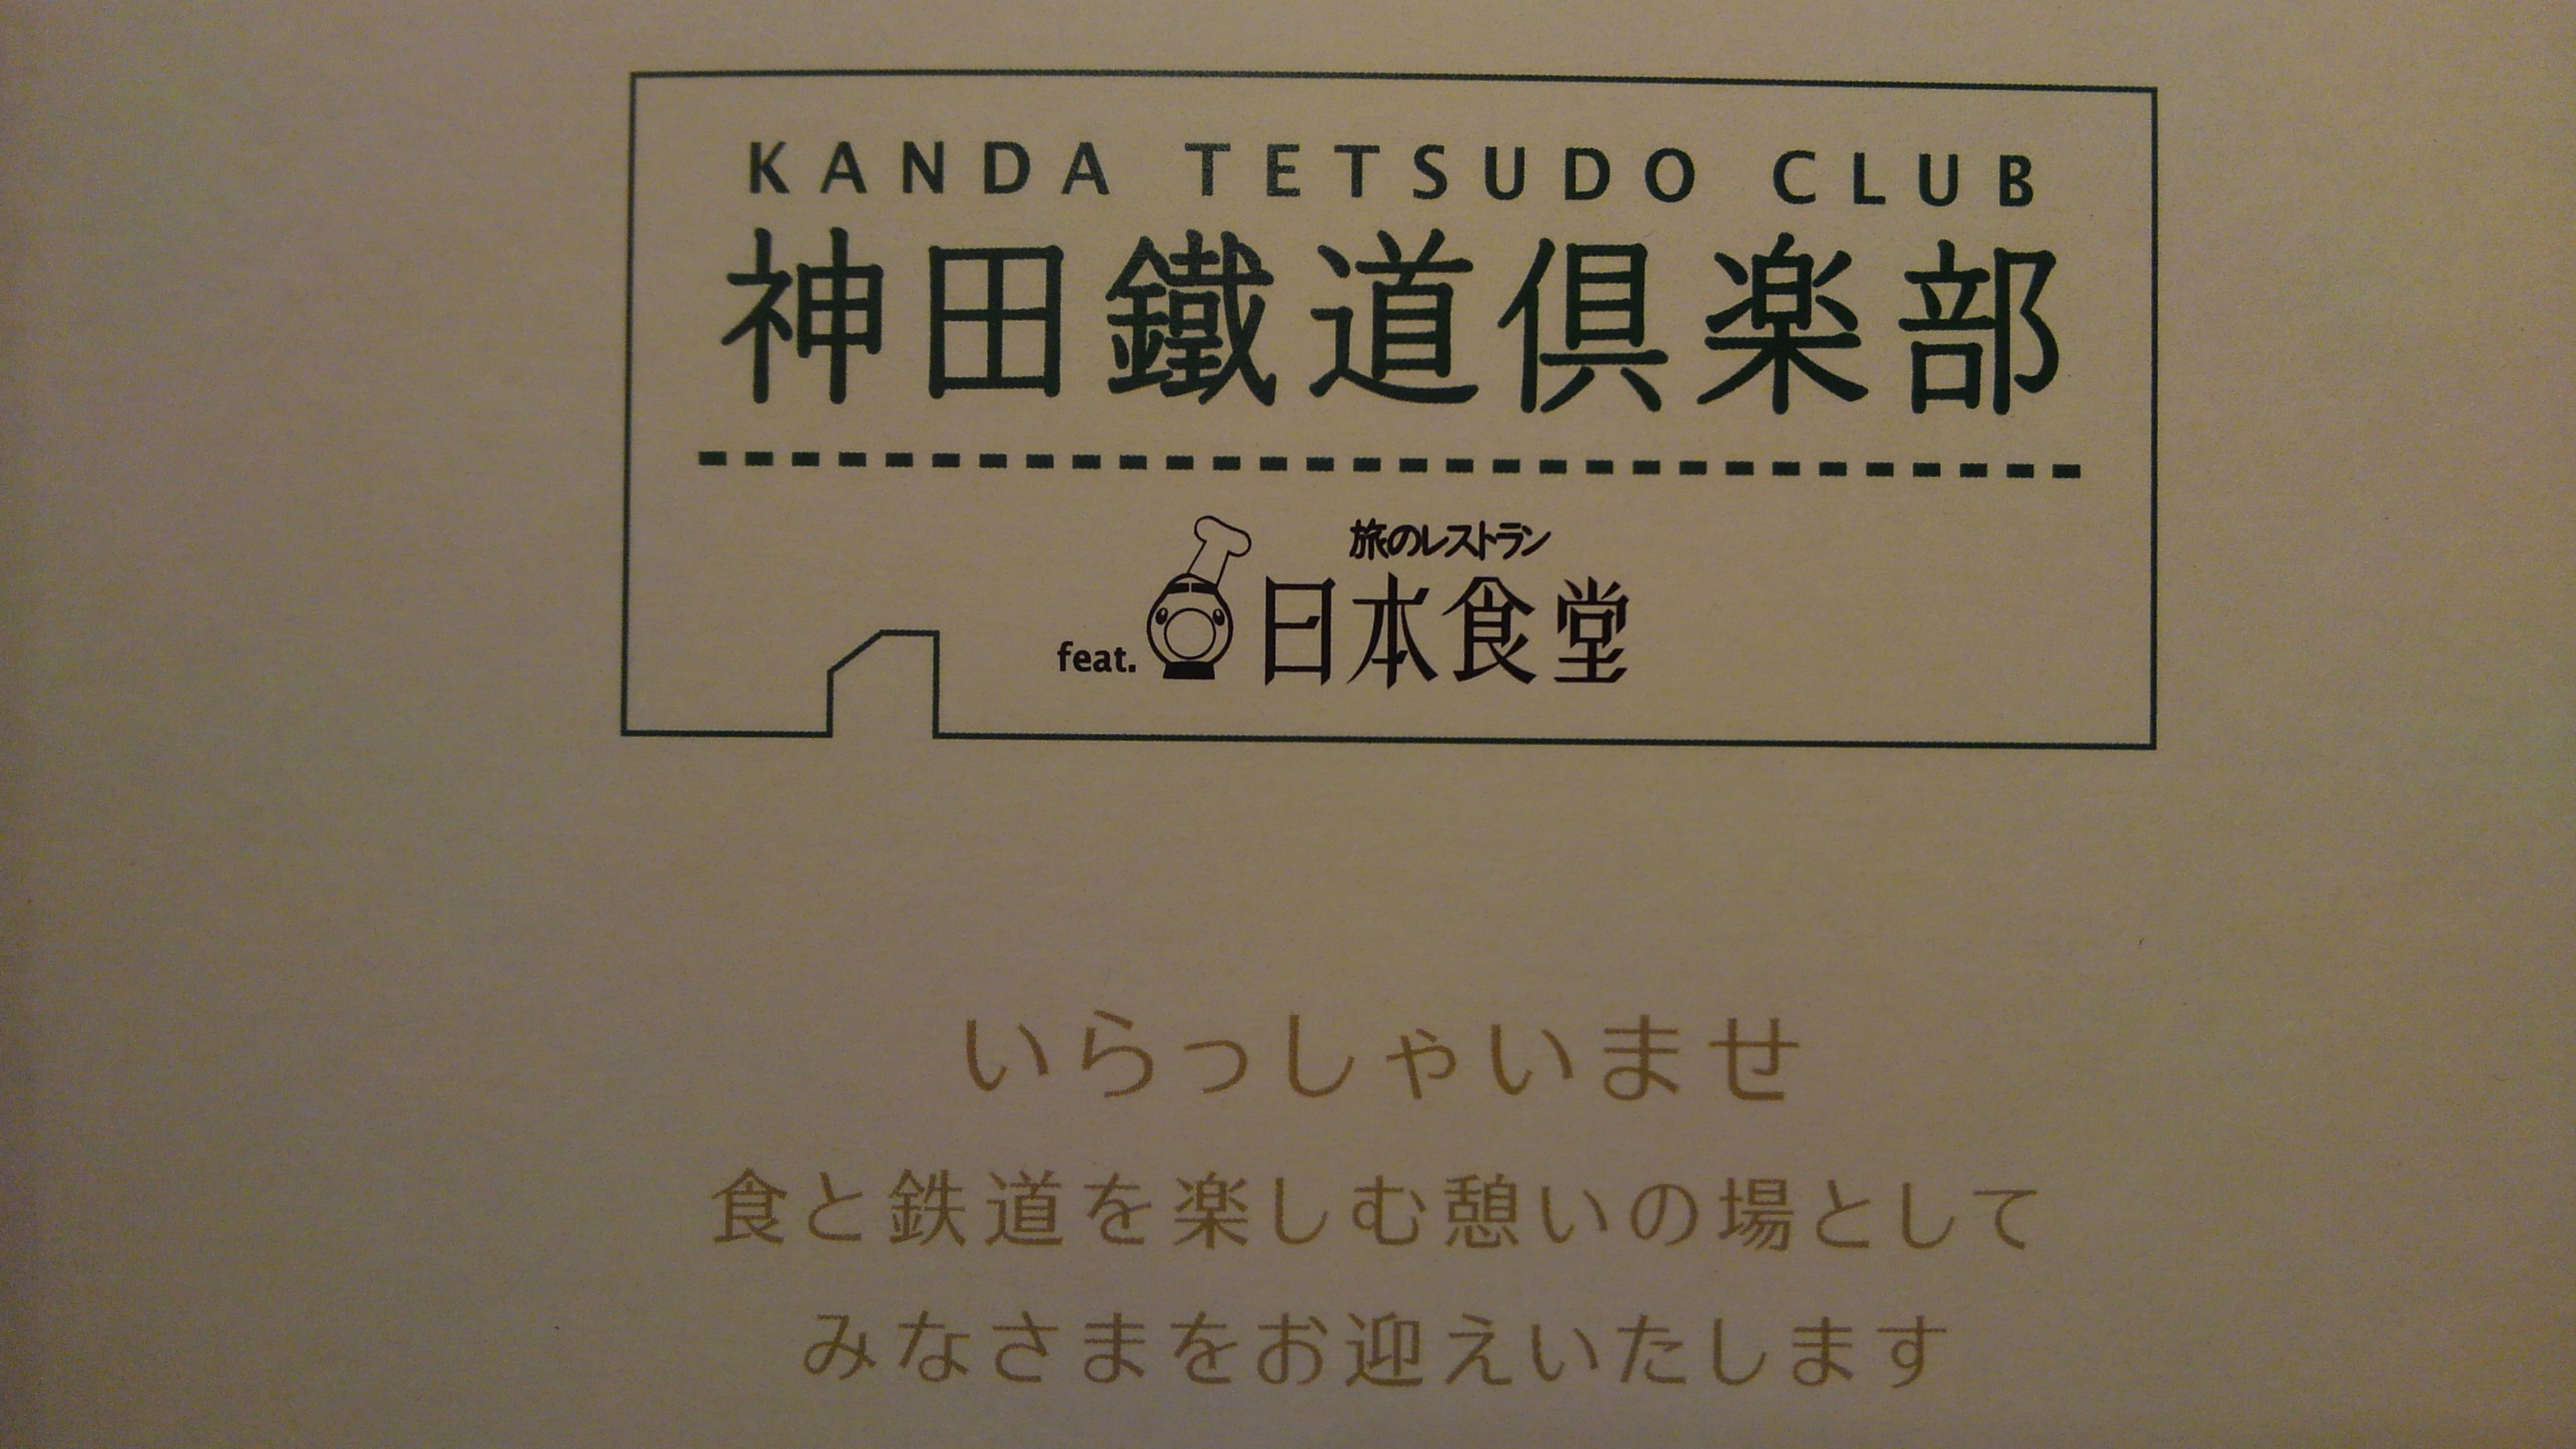 KANDA TETSUDO CLUB
神田鐵道倶楽部
旅のレストラン
feat. 日本食堂
いらっしゃいませ
食と鉄道を楽しむ憩いの場として
みなさまをお迎えいたします